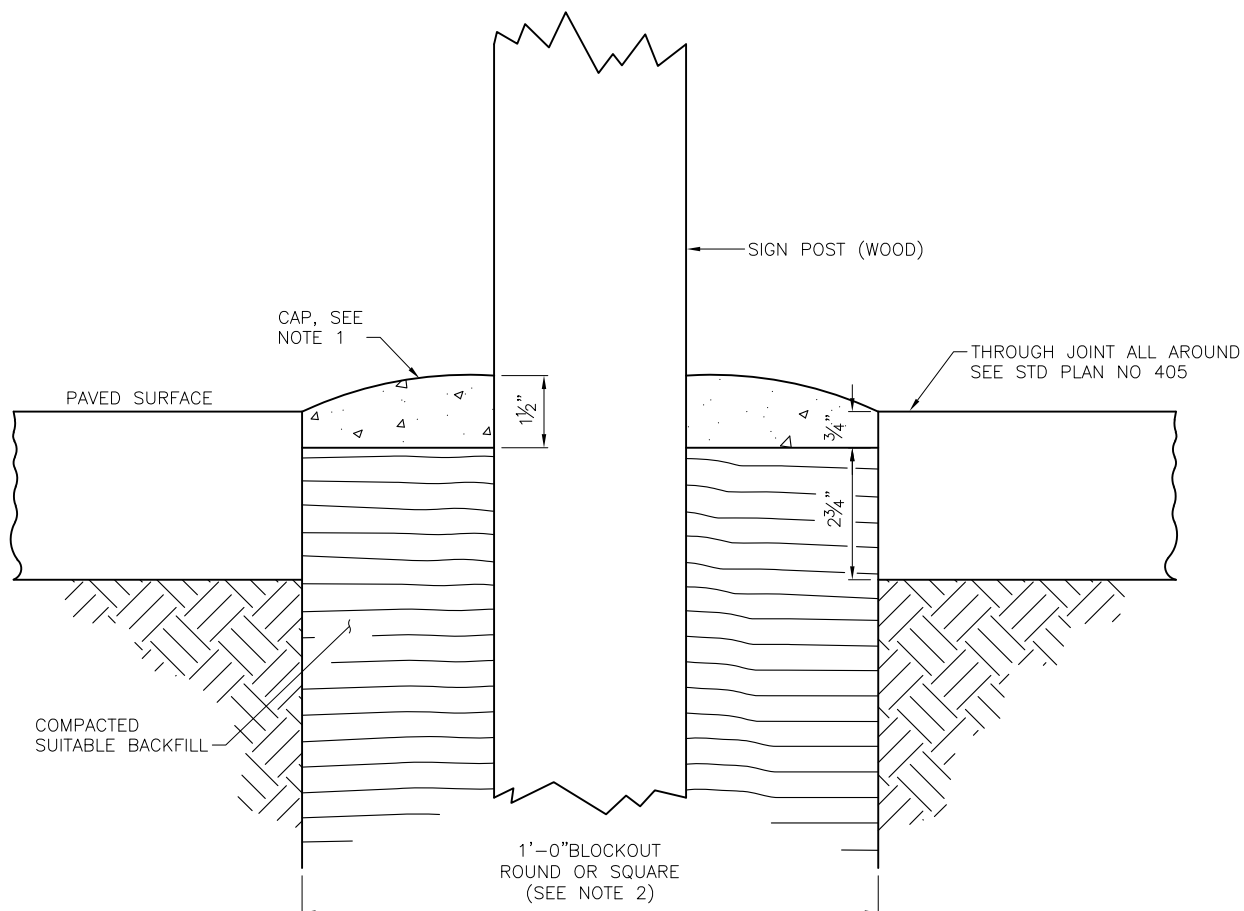 SIGN POST (WOOD)
CAP, SEE
NOTE 1
THROUGH JOINT ALL AROUND
SEE STD PLAN NO 405
PAVED SURFACE
1½"
¾"
2¾"
COMPACTED
SUITABLE BACKFILL
1'-0"BLOCKOUT
ROUND OR SQUARE
(SEE NOTE 2)